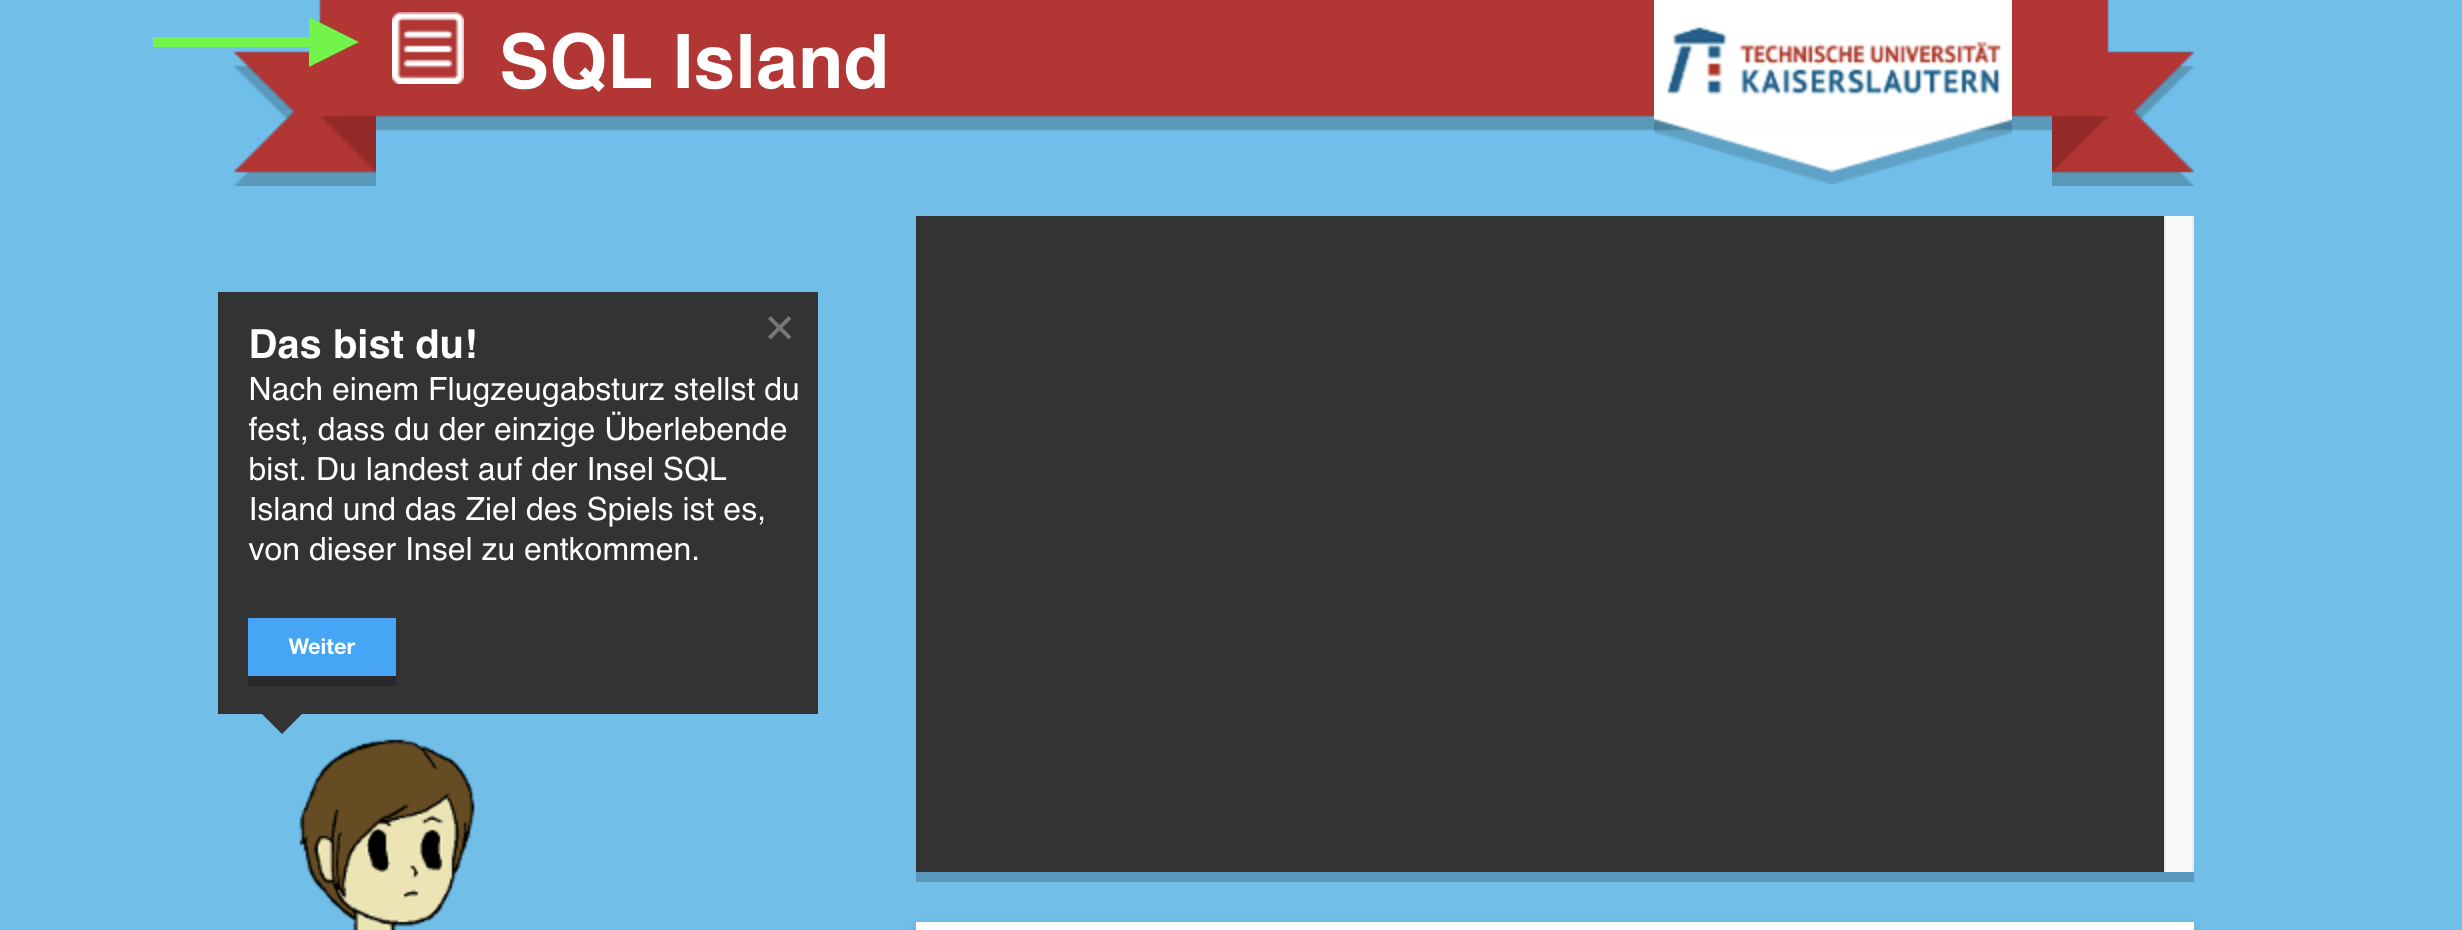 SQL Island
TECHNISCHE UNIVERSITÄT
KAISERSLAUTERN
Das bist du!
Nach einem Flugzeugabsturz stellst du
fest, dass du der einzige Überlebende
bist. Du landest auf der Insel SQL
Island und das Ziel des Spiels ist es,
von dieser Insel zu entkommen.
Weiter